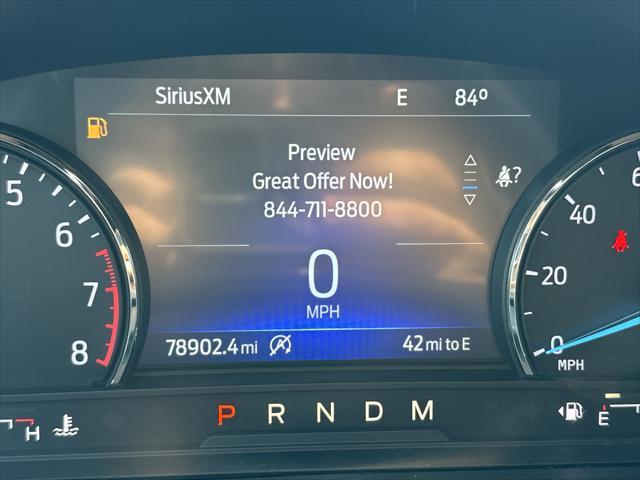 SiriusXM E 84º
Preview
Great Offer Now!
844-711-8800
?
0
MPH
78902.4 mi 42 mi to E
5
6
7
8
H
P R N D M
6
40
20
0
MPH
E